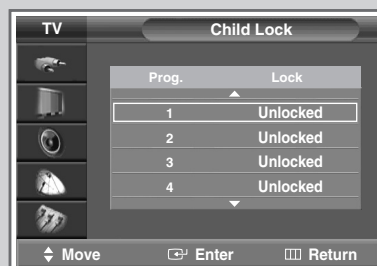 TV Child Lock
Prog. Lock
1 Unlocked
2 Unlocked
3 Unlocked
4 Unlocked
Move Enter Return